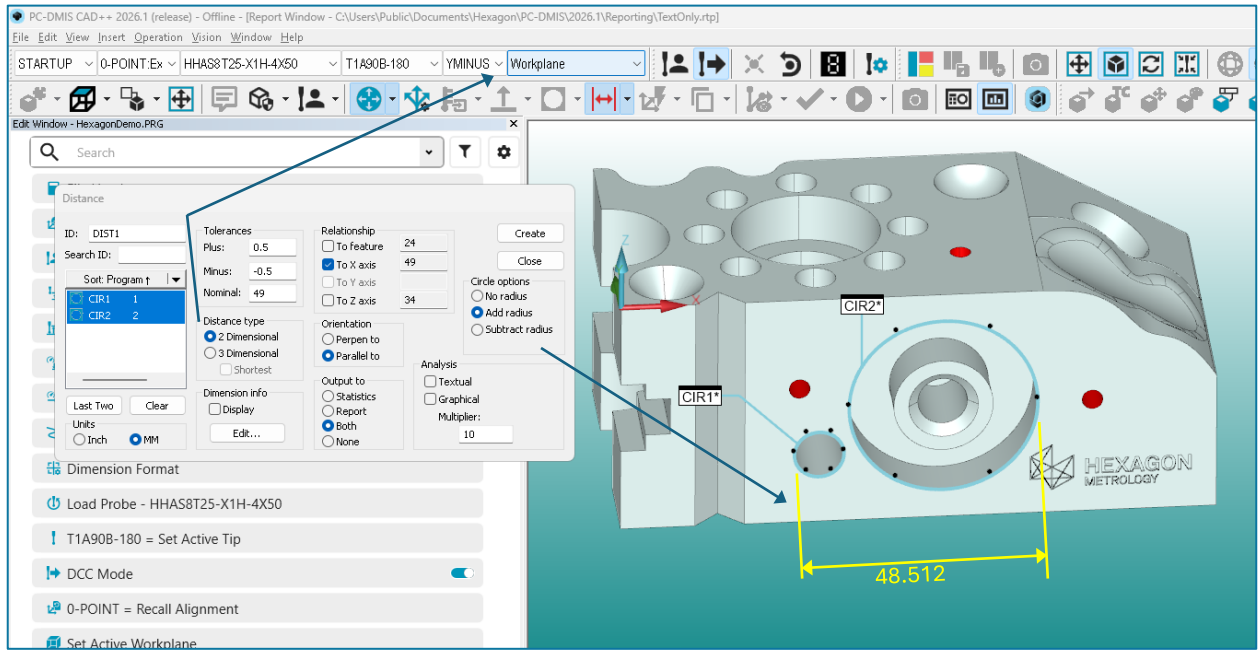 PC-DMIS CAD++ 2026.1 (release) - Offline - [Report Window - C:\Users\Public\Documents\Hexagon\PC-DMIS\2026.1\Reporting\TextOnly.rtp]
File Edit View Insert Operation Vision Window Help
STARTUP 0-POINT:Ex HHAS8T25-X1H-4X50 T1A90B-180 YMINUS Workplane
Edit Window - HexagonDemo.PRG
Search
Distance
ID: DIST1
Search ID:
Sort: Program
CIR1 1
CIR2 2
Last Two Clear
Units
Inch MM
Tolerances
Plus: 0.5
Minus: -0.5
Nominal: 49
Distance type
2 Dimensional
3 Dimensional
Shortest
Dimension info
Display
Edit...
Relationship
To feature 24
To X axis 49
To Y axis
To Z axis 34
Orientation
Perpen to
Parallel to
Output to
Statistics
Report
Both
None
Create
Close
Circle options
No radius
Add radius
Subtract radius
Analysis
Textual
Graphical
Multiplier:
10
Dimension Format
Load Probe - HHAS8T25-X1H-4X50
T1A90B-180 = Set Active Tip
DCC Mode
0-POINT = Recall Alignment
Set Active Workplane
Z
X
CIR2*
CIR1*
HEXAGON
METROLOGY
48.512